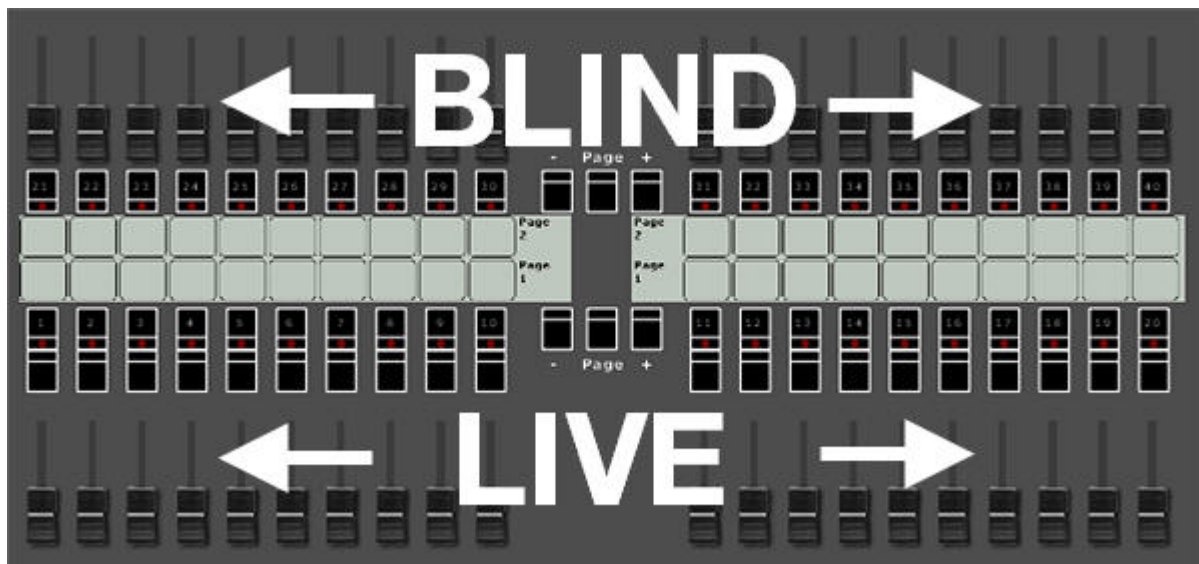 BLIND
- Page +
21 22 23 24 25 26 27 28 29 30 31 32 33 34 35 36 37 38 39 40
Page 2 Page 2
Page 1 Page 1
1 2 3 4 5 6 7 8 9 10 11 12 13 14 15 16 17 18 19 20
- Page +
LIVE